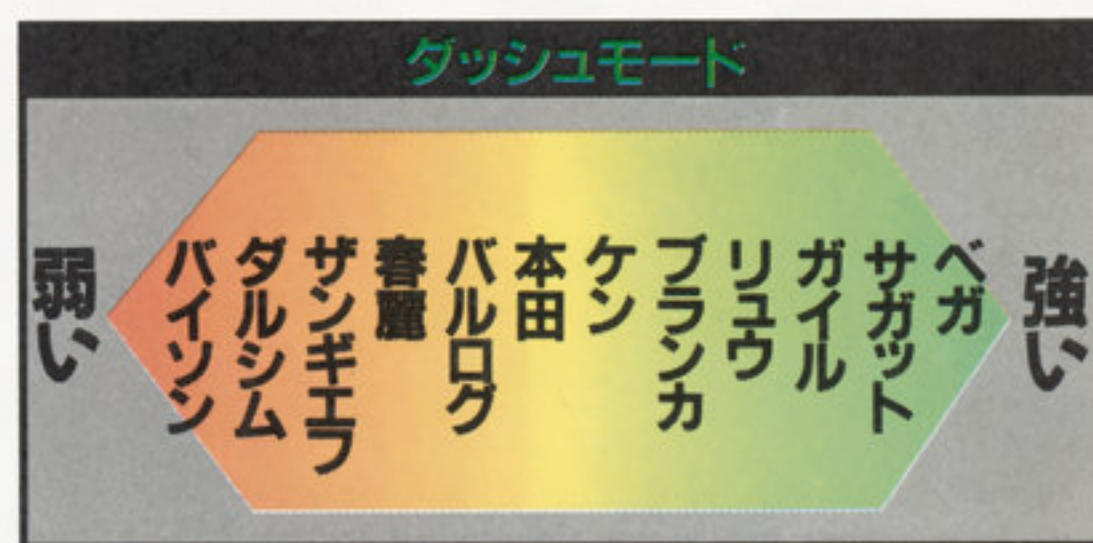 ダッシュモード
弱い
バイソン
ダルシム
ザンギエフ
春麗
バルログ
本田
ケン
ブランカ
リュウ
ガイル
サガット
ベガ
強い